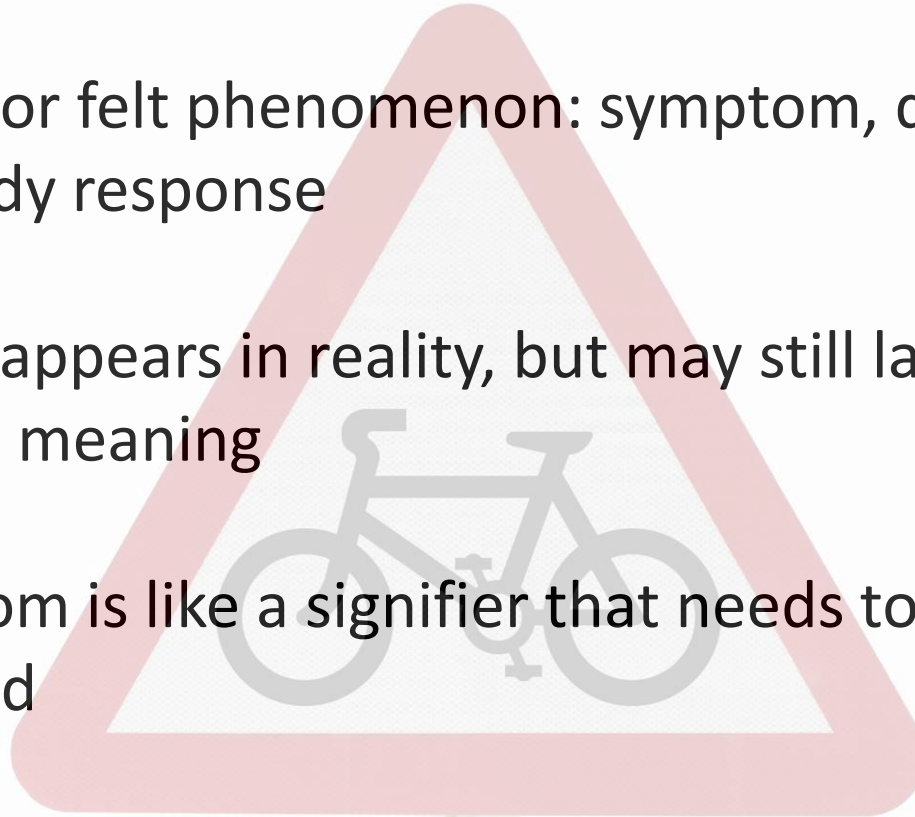 or felt phenomenon: symptom,
dy response
appears in reality, but may still la
meaning
om is like a signifier that needs to
d